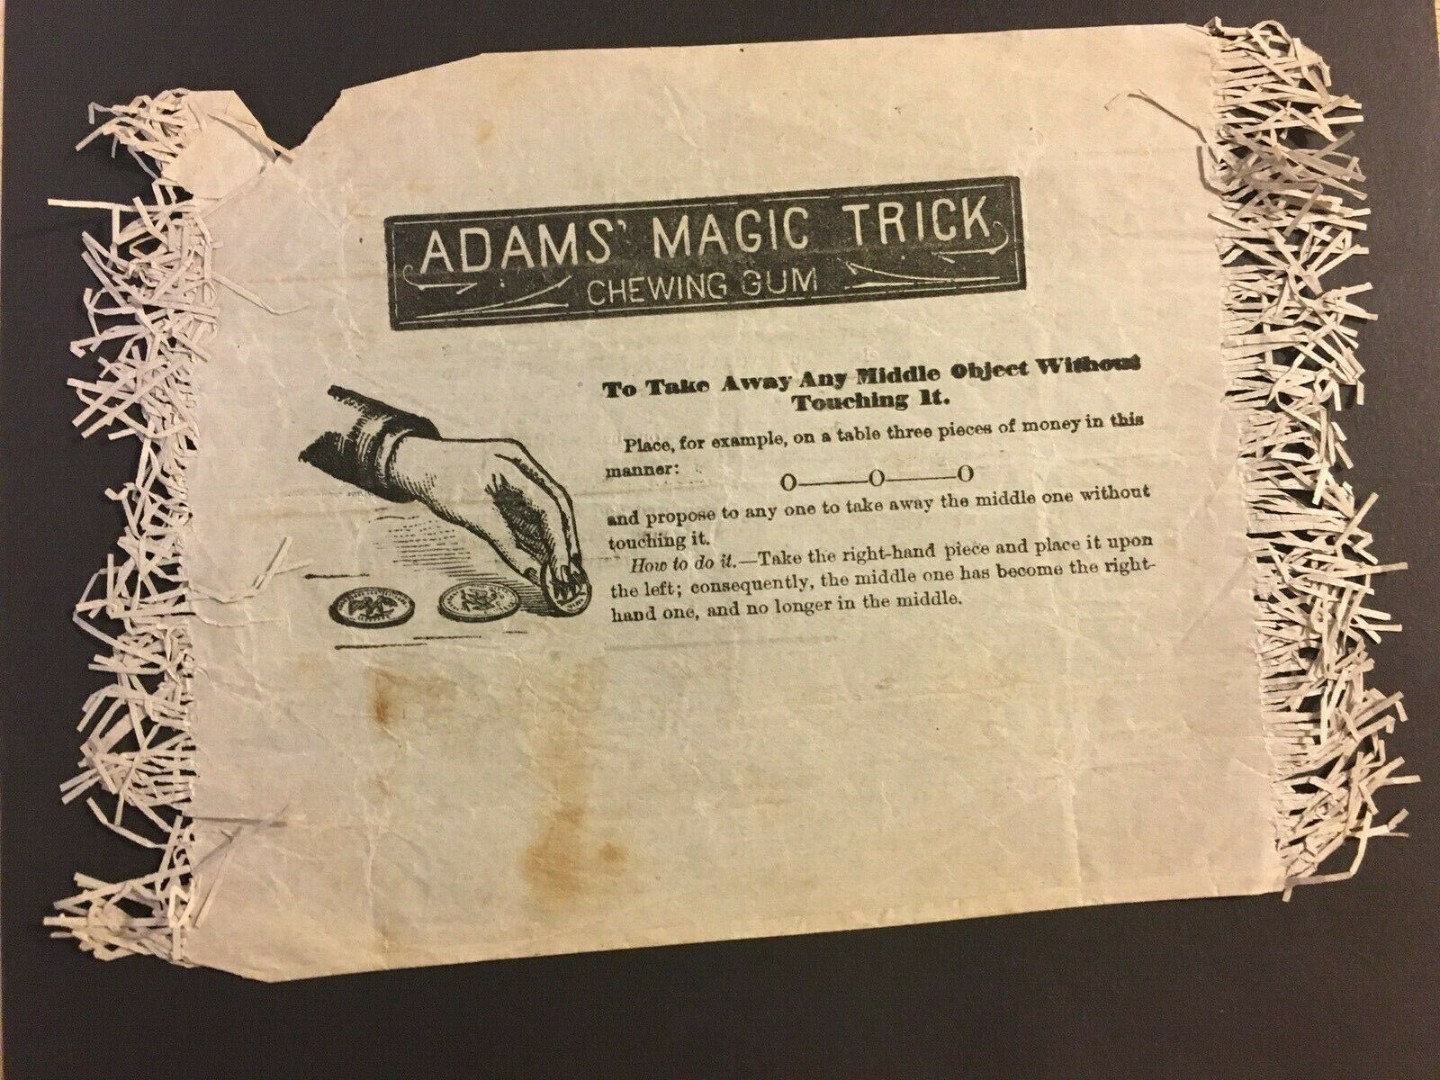 ADAMS' MAGIC TRICK
CHEWING GUM
To Take Away Any Middle Object Without
Touching It.
Place, for example, on a table three pieces of money in this
manner:
O———O———O
and propose to any one to take away the middle one without
touching it.
How to do it.—Take the right-hand piece and place it upon
the left; consequently, the middle one has become the right-
hand one, and no longer in the middle.